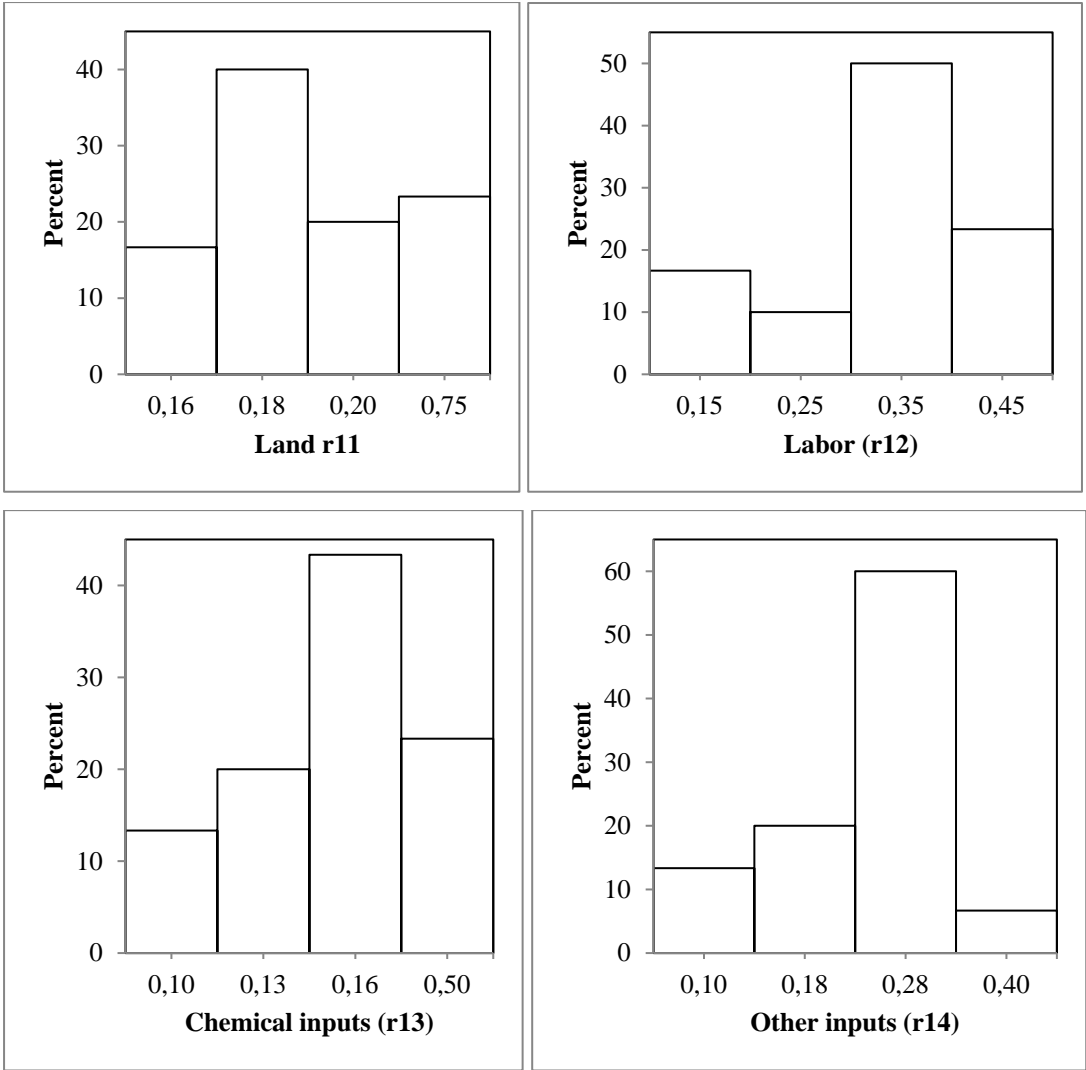 Percent
40
30
20
10
0
0,16 0,18 0,20 0,75
Land r11
Percent
50
40
30
20
10
0
0,15 0,25 0,35 0,45
Labor (r12)
Percent
40
30
20
10
0
0,10 0,13 0,16 0,50
Chemical inputs (r13)
Percent
60
50
40
30
20
10
0
0,10 0,18 0,28 0,40
Other inputs (r14)